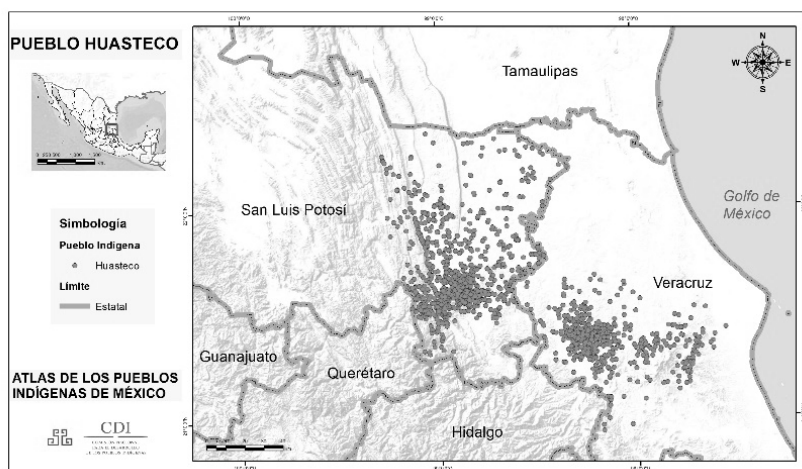 PUEBLO HUASTECO
Simbología
Pueblo Indígena
Huasteco
Límite
Estatal
ATLAS DE LOS PUEBLOS
INDÍGENAS DE MÉXICO
CDI
Tamaulipas
San Luis Potosí
Guanajuato
Querétaro
Hidalgo
Veracruz
Golfo de
México
N
W
E
S